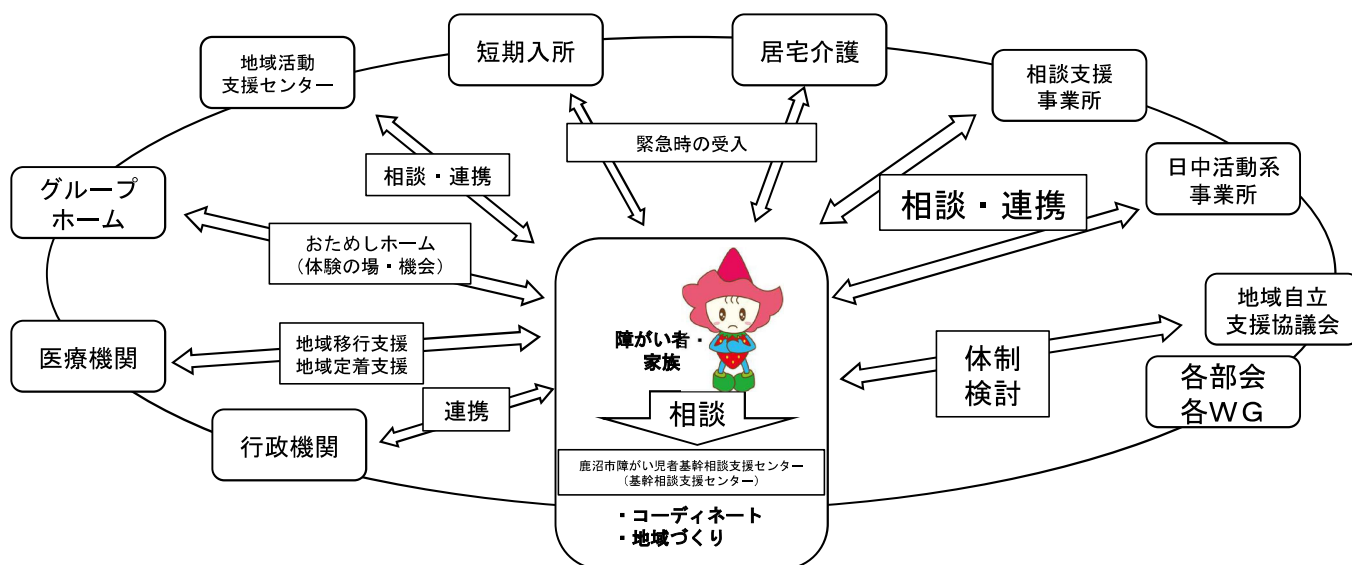 短期入所
居宅介護
地域活動
支援センター
相談支援
事業所
緊急時の受入
日中活動系
事業所
相談・連携
グループ
ホーム
相談・連携
おためしホーム
（体験の場・機会）
地域自立
支援協議会
医療機関
地域移行支援
地域定着支援
障がい者・
家族
体制
検討
各部会
各ＷＧ
連携
相談
行政機関
鹿沼市障がい児者基幹相談支援センター
（基幹相談支援センター）
・コーディネート
・地域づくり